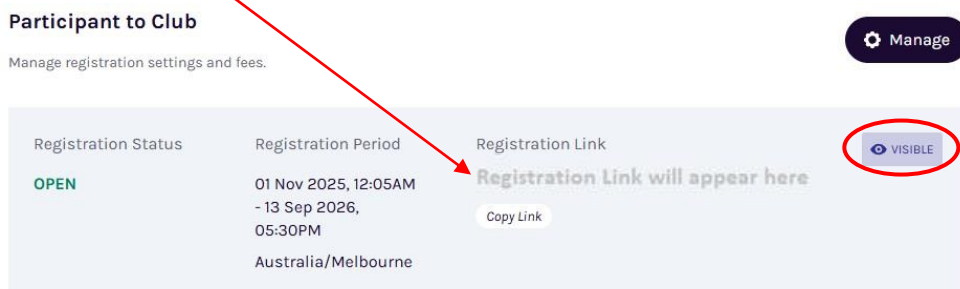 Participant to Club
Manage
Manage registration settings and fees.
Registration Status
Registration Period
Registration Link
VISIBLE
OPEN
01 Nov 2025, 12:05AM
- 13 Sep 2026,
05:30PM
Australia/Melbourne
Registration Link will appear here
Copy Link